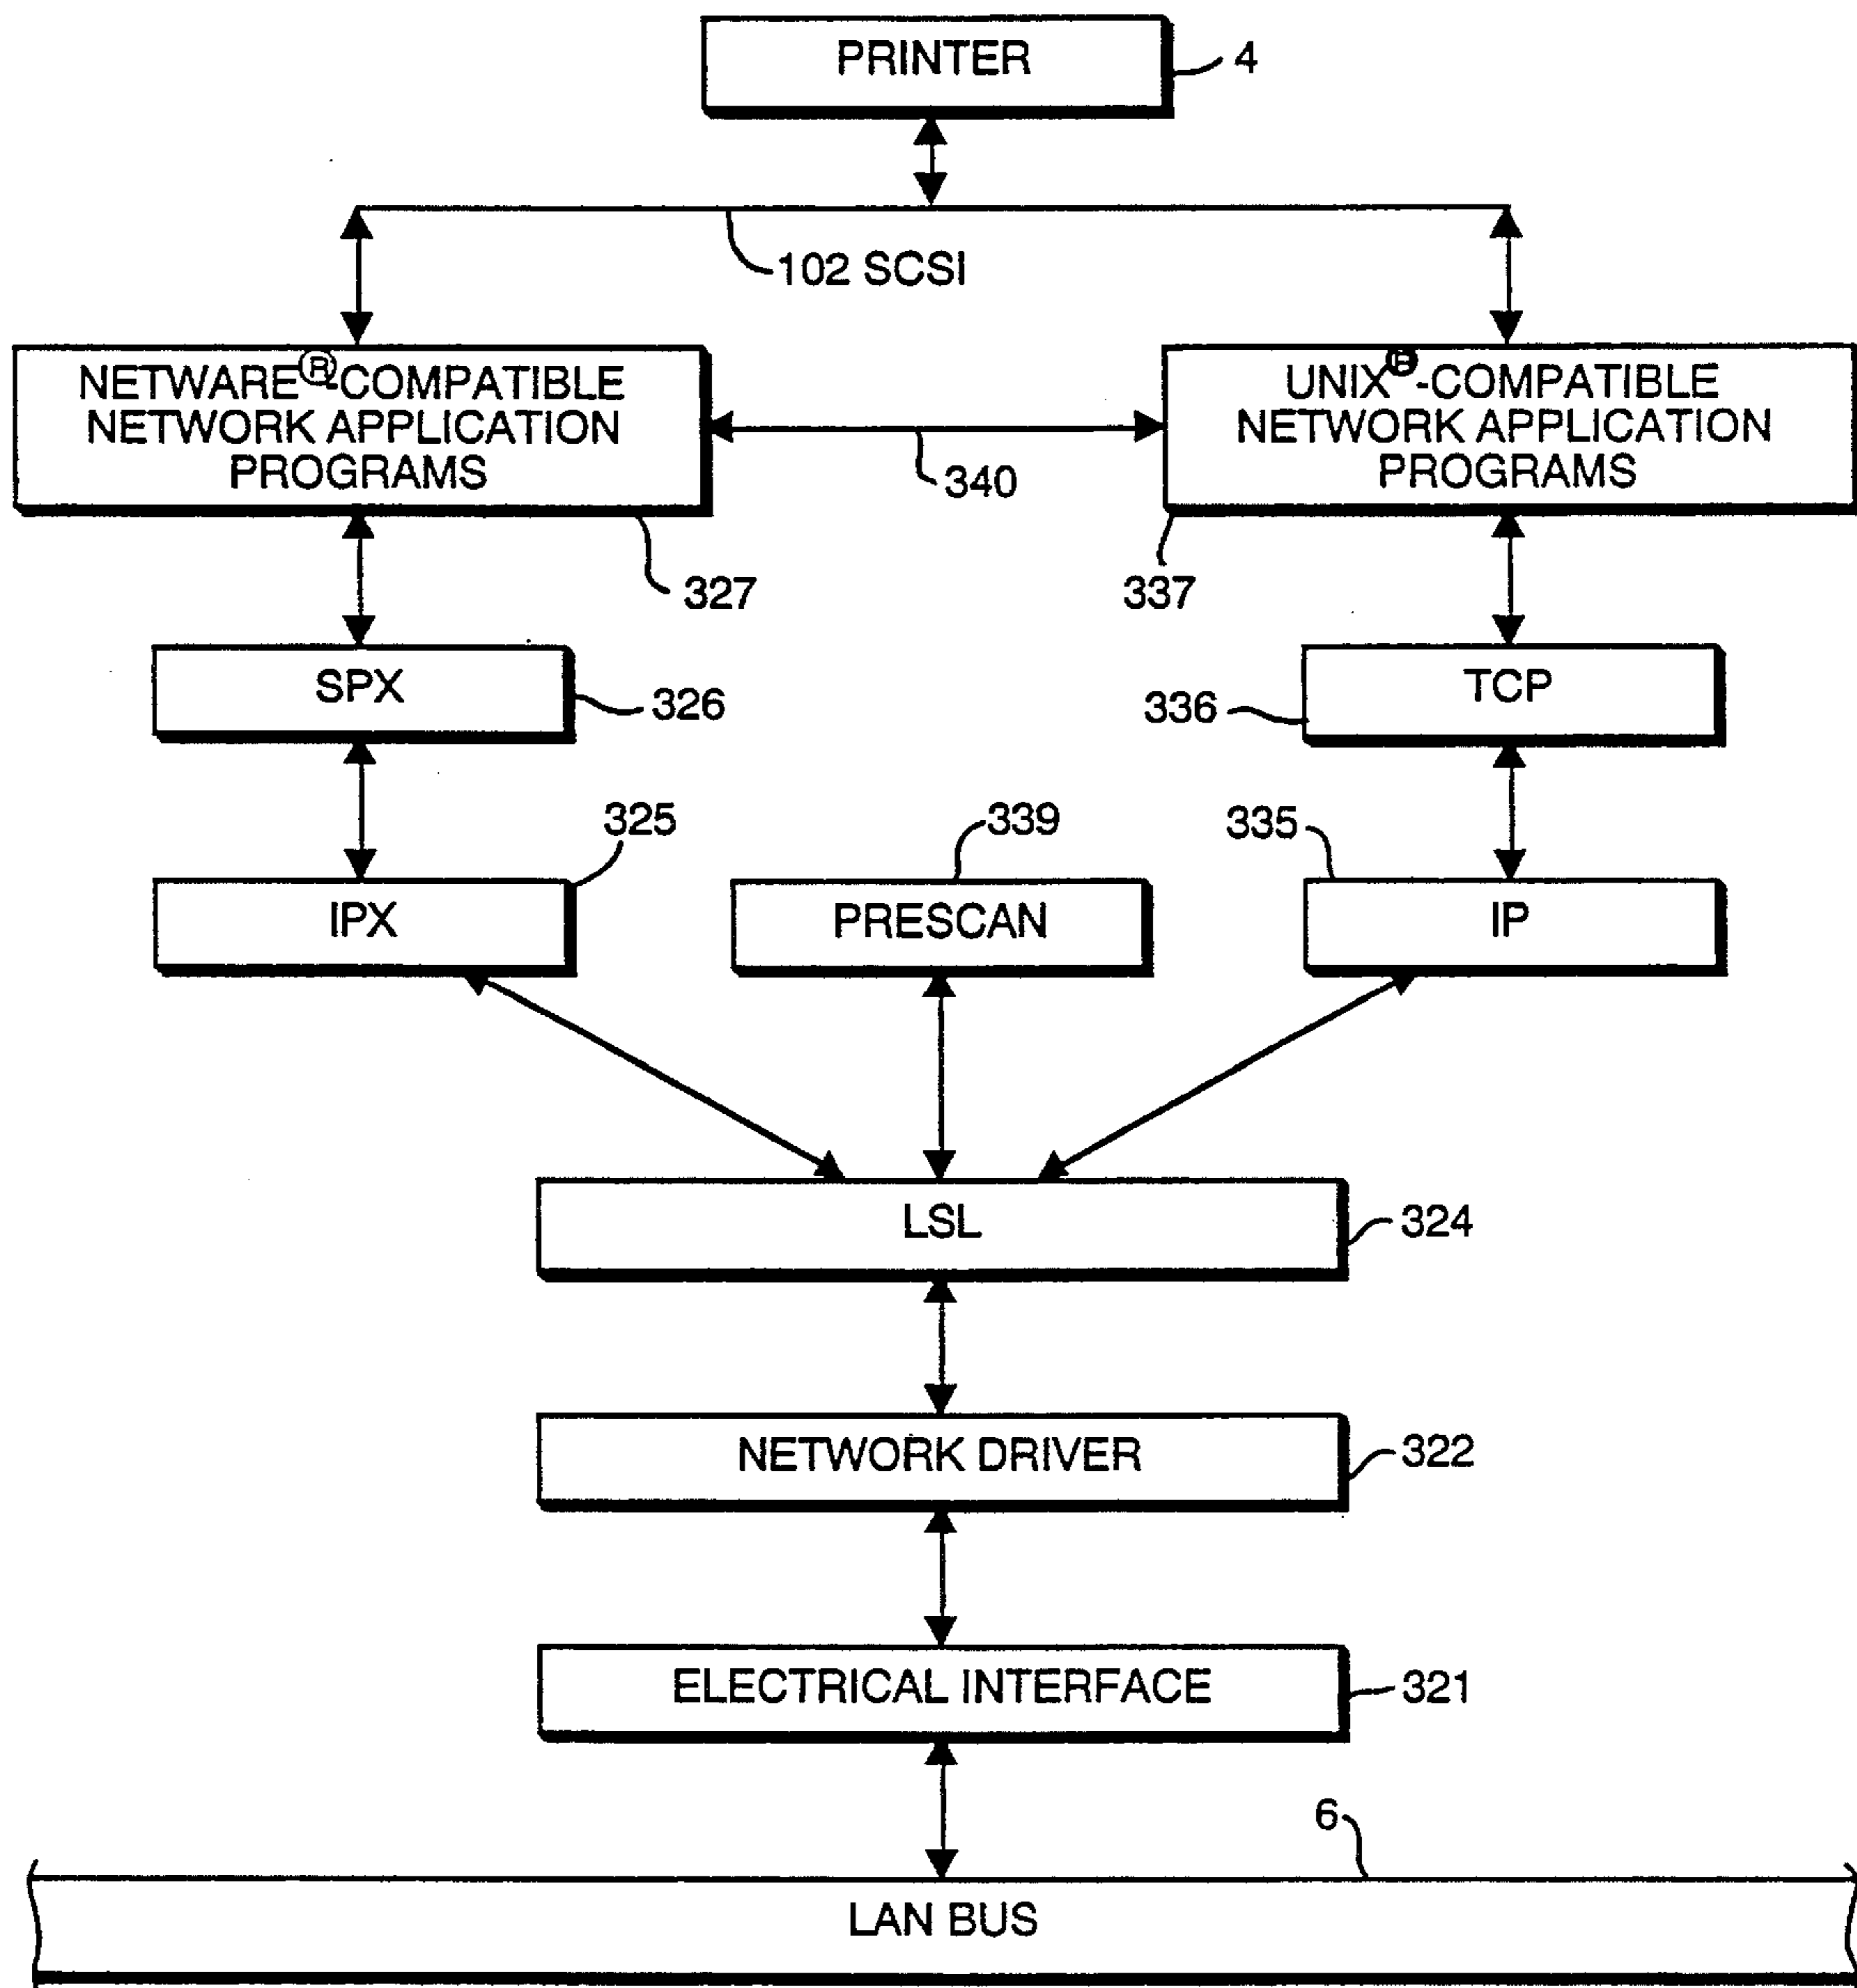 PRINTER
4
102 SCSI
NETWARE®-COMPATIBLE
NETWORK APPLICATION
PROGRAMS
UNIX®-COMPATIBLE
NETWORK APPLICATION
PROGRAMS
340
327
337
SPX
326
TCP
336
325
339
335
IPX
PRESCAN
IP
LSL
324
NETWORK DRIVER
322
ELECTRICAL INTERFACE
321
6
LAN BUS